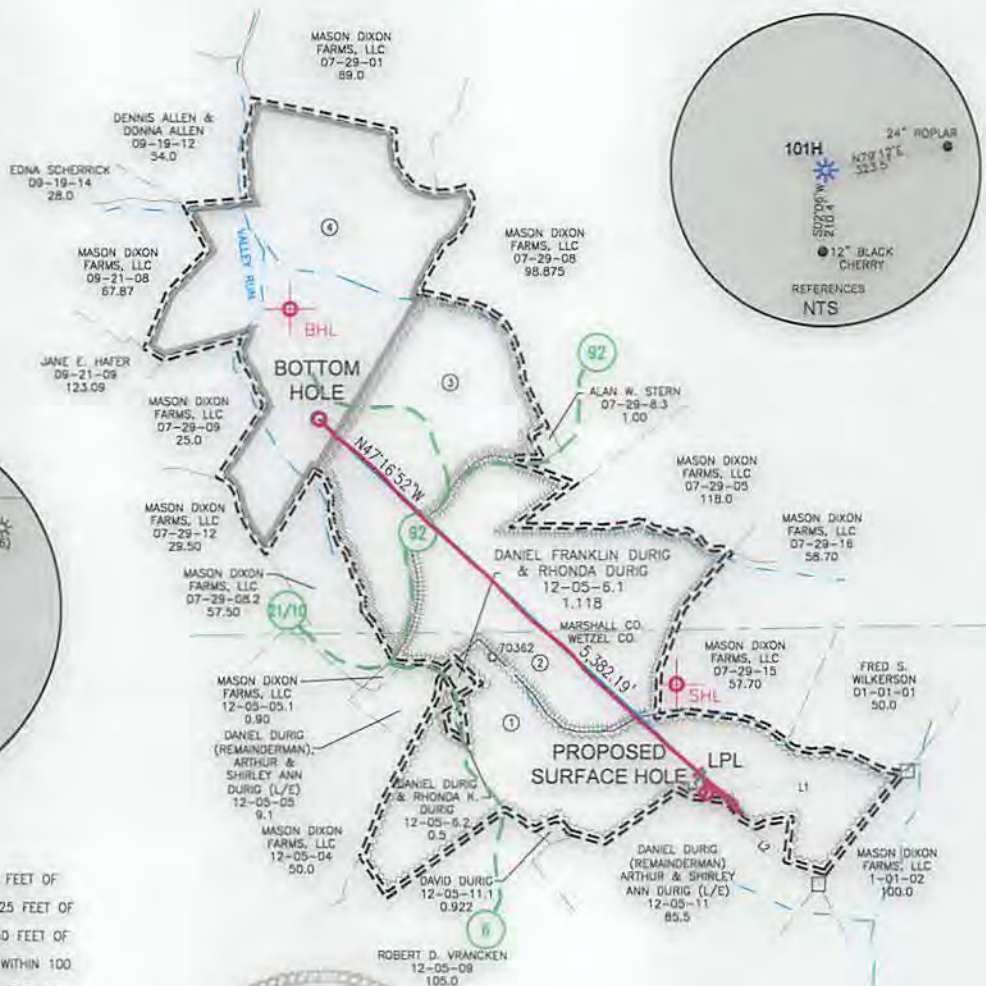 MASON DIXON
FARMS, LLC
07-29-01
89.0
DENNIS ALLEN &
DONNA ALLEN
09-19-12
54.0
EDNA SCHERRICK
09-19-14
28.0
MASON DIXON
FARMS, LLC
09-21-08
67.87
VALLEY RUN
④
MASON DIXON
FARMS, LLC
07-29-08
98.875
101H
24" POPLAR
N79°17'E
323.5'
S02°06'W
210.4'
12" BLACK
CHERRY
REFERENCES
NTS
BHL
JANE E. HAFER
09-21-09
123.09
BOTTOM
HOLE
③
92
ALAN W. STERN
07-29-8.3
1.00
MASON DIXON
FARMS, LLC
07-29-09
25.0
N47°16'52"W
MASON DIXON
FARMS, LLC
07-29-05
118.0
MASON DIXON
FARMS, LLC
07-29-12
29.50
92
MASON DIXON
FARMS, LLC
07-29-16
58.70
DANIEL FRANKLIN DURIG
& RHONDA DURIG
12-05-6.1
1.118
MASON DIXON
FARMS, LLC
07-29-08.2
57.50
21/10
MARSHALL CO.
WETZEL CO.
5,382.19'
70362
②
MASON DIXON
FARMS, LLC
07-29-15
57.70
SHL
FRED S.
WILKERSON
01-01-01
50.0
MASON DIXON
FARMS, LLC
12-05-05.1
0.90
①
DANIEL DURIG
(REMAINDERMAN)
ARTHUR &
SHIRLEY ANN
DURIG (L/E)
12-05-05
9.1
PROPOSED
SURFACE HOLE
LPL
L1
L2
DANIEL DURIG
& RHONDA K.
DURIG
12-05-6.2
0.5
MASON DIXON
FARMS, LLC
12-05-04
50.0
DANIEL DURIG
(REMAINDERMAN)
ARTHUR & SHIRLEY
ANN DURIG (L/E)
12-05-11
85.5
MASON DIXON
FARMS, LLC
1-01-02
100.0
DAVID DURIG
12-05-11.1
0.922
6
ROBERT D. VRANCKEN
12-05-09
105.0
FEET OF
25 FEET OF
0 FEET OF
WITHIN 100